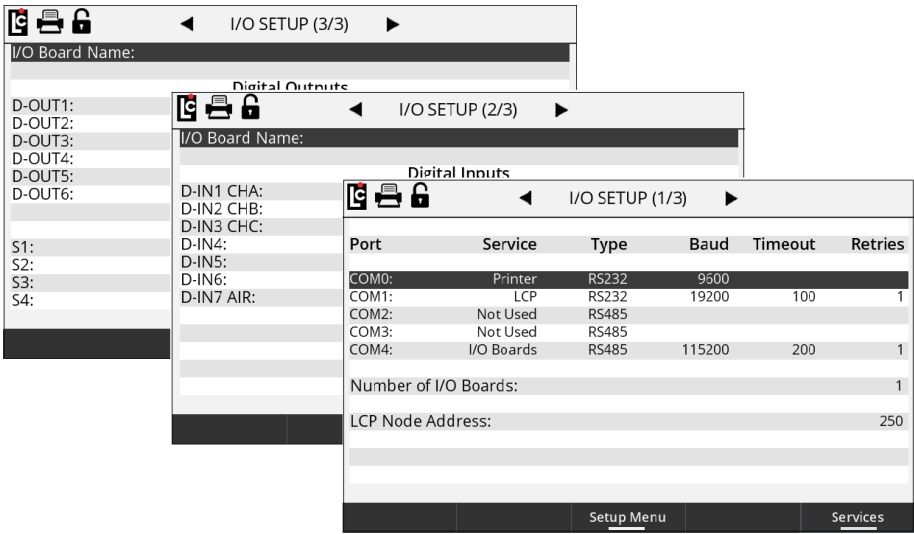 LC
I/O SETUP (3/3)
I/O Board Name:
Digital Outputs
D-OUT1:
D-OUT2:
D-OUT3:
D-OUT4:
D-OUT5:
D-OUT6:
S1:
S2:
S3:
S4:
LC
I/O SETUP (2/3)
I/O Board Name:
Digital Inputs
D-IN1 CHA:
D-IN2 CHB:
D-IN3 CHC:
D-IN4:
D-IN5:
D-IN6:
D-IN7 AIR:
LC
I/O SETUP (1/3)
Port Service Type Baud Timeout Retries
COM0: Printer RS232 9600
COM1: LCP RS232 19200 100 1
COM2: Not Used RS485
COM3: Not Used RS485
COM4: I/O Boards RS485 115200 200 1
Number of I/O Boards: 1
LCP Node Address: 250
Setup Menu Services